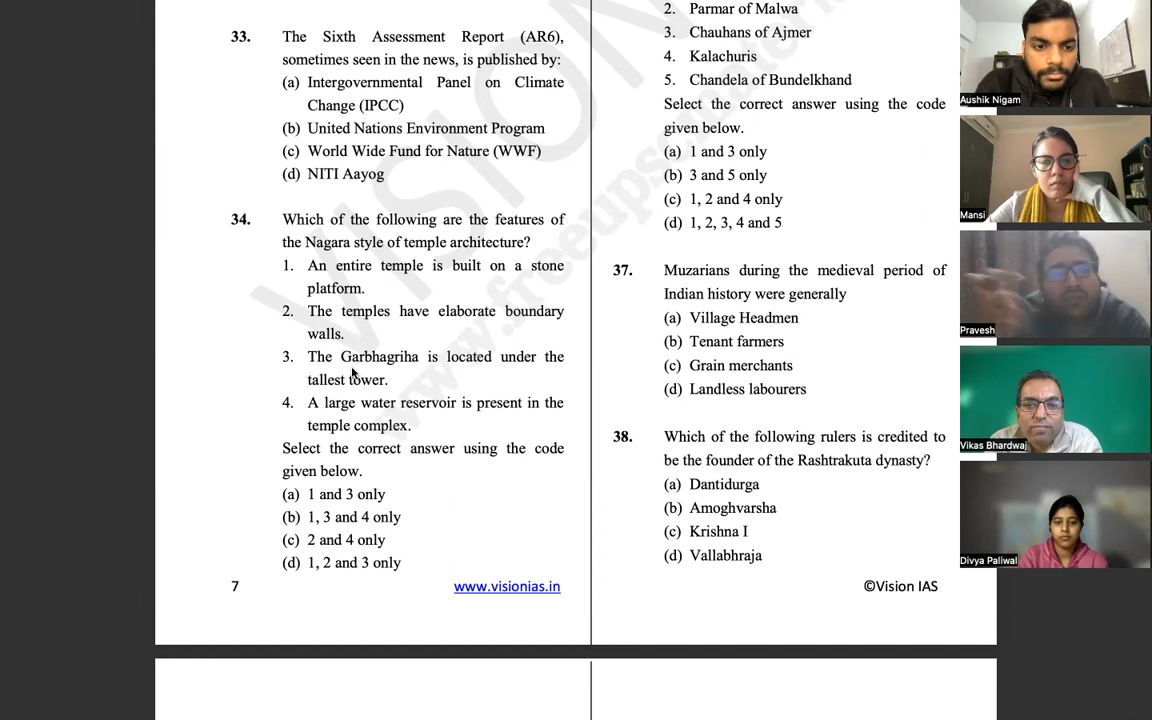 33. The Sixth Assessment Report (AR6),
sometimes seen in the news, is published by:
(a) Intergovernmental Panel on Climate
Change (IPCC)
(b) United Nations Environment Program
(c) World Wide Fund for Nature (WWF)
(d) NITI Aayog
34. Which of the following are the features of
the Nagara style of temple architecture?
1. An entire temple is built on a stone
platform.
2. The temples have elaborate boundary
walls.
3. The Garbhagriha is located under the
tallest tower.
4. A large water reservoir is present in the
temple complex.
Select the correct answer using the code
given below.
(a) 1 and 3 only
(b) 1, 3 and 4 only
(c) 2 and 4 only
(d) 1, 2 and 3 only
7 www.visionias.in
2. Parmar of Malwa
3. Chauhans of Ajmer
4. Kalachuris
5. Chandela of Bundelkhand
Select the correct answer using the code
given below.
(a) 1 and 3 only
(b) 3 and 5 only
(c) 1, 2 and 4 only
(d) 1, 2, 3, 4 and 5
37. Muzarians during the medieval period of
Indian history were generally
(a) Village Headmen
(b) Tenant farmers
(c) Grain merchants
(d) Landless labourers
38. Which of the following rulers is credited to
be the founder of the Rashtrakuta dynasty?
(a) Dantidurga
(b) Amoghvarsha
(c) Krishna I
(d) Vallabhraja
©Vision IAS
Aushik Nigam
Mansi
Pravesh
Vikas Bhardwaj
Divya Paliwal
VISION